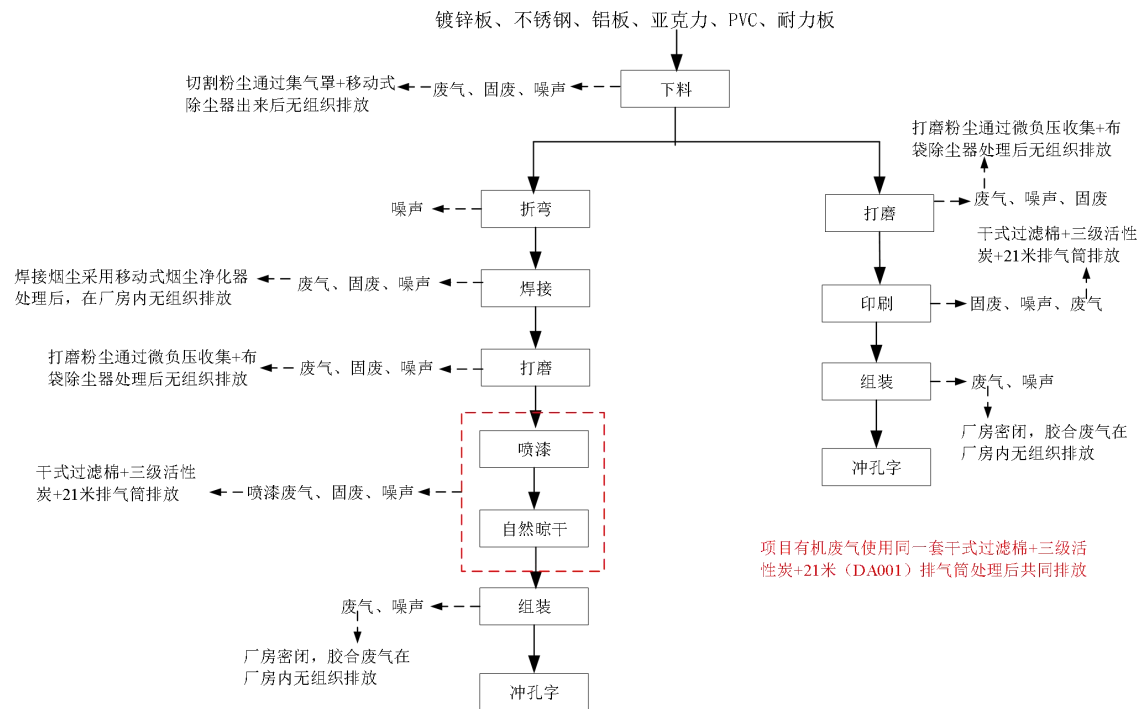 镀锌板、不锈钢、铝板、亚克力、PVC、耐力板
切割粉尘通过集气罩+移动式
除尘器出来后无组织排放
废气、固废、噪声
下料
打磨粉尘通过微负压收集+布
袋除尘器处理后无组织排放
噪声
折弯
打磨
废气、噪声、固废
干式过滤棉+三级活性
炭+21米排气筒排放
焊接烟尘采用移动式烟尘净化器
处理后，在厂房内无组织排放
废气、固废、噪声
焊接
印刷
固废、噪声、废气
打磨粉尘通过微负压收集+布
袋除尘器处理后无组织排放
废气、固废、噪声
打磨
组装
废气、噪声
厂房密闭，胶合废气在
厂房内无组织排放
喷漆
冲孔字
干式过滤棉+三级活性
炭+21米排气筒排放
喷漆废气、固废、噪声
自然晾干
项目有机废气使用同一套干式过滤棉+三级活
性炭+21米（DA001）排气筒处理后共同排放
废气、噪声
组装
厂房密闭，胶合废气在
厂房内无组织排放
冲孔字